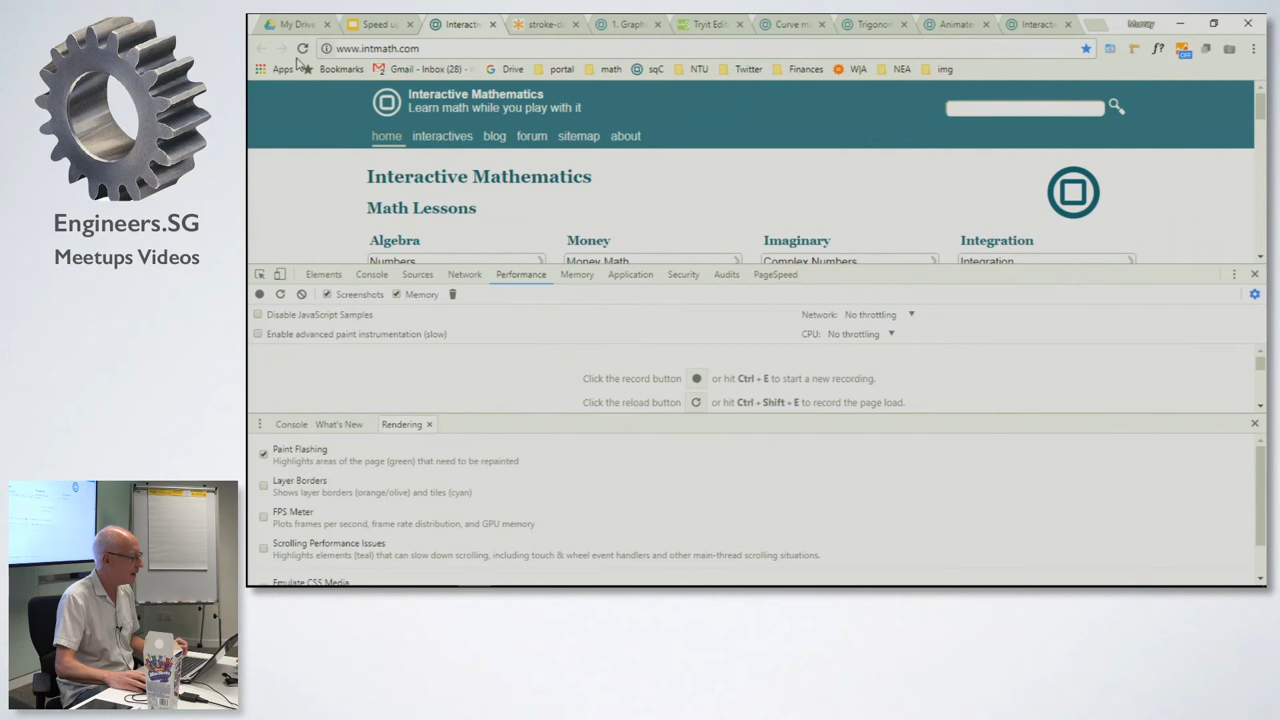 My Drive
Speed u
Interactiv
stroke-d
1. Graph
Tryit Edit
Curve m
Trigono
Animate
Interacti
Murray
www.intmath.com
f?
OFF
Apps
Bookmarks
Gmail - Inbox (28) -
Drive
portal
math
sqC
NTU
Twitter
Finances
WJA
NEA
img
Interactive Mathematics
Learn math while you play with it
home interactives blog forum sitemap about
Interactive Mathematics
Math Lessons
Algebra Money Imaginary Integration
Numbers Money Math Complex Numbers Integration
Elements Console Sources Network Performance Memory Application Security Audits PageSpeed
Screenshots Memory
Disable JavaScript Samples Network: No throttling
Enable advanced paint instrumentation (slow) CPU: No throttling
Click the record button or hit Ctrl + E to start a new recording.
Click the reload button or hit Ctrl + Shift + E to record the page load.
Console What's New Rendering
Paint Flashing
Highlights areas of the page (green) that need to be repainted
Layer Borders
Shows layer borders (orange/olive) and tiles (cyan)
FPS Meter
Plots frames per second, frame rate distribution, and GPU memory
Scrolling Performance Issues
Highlights elements (teal) that can slow down scrolling, including touch & wheel event handlers and other main-thread scrolling situations.
Emulate CSS Media
Engineers.SG
Meetups Videos